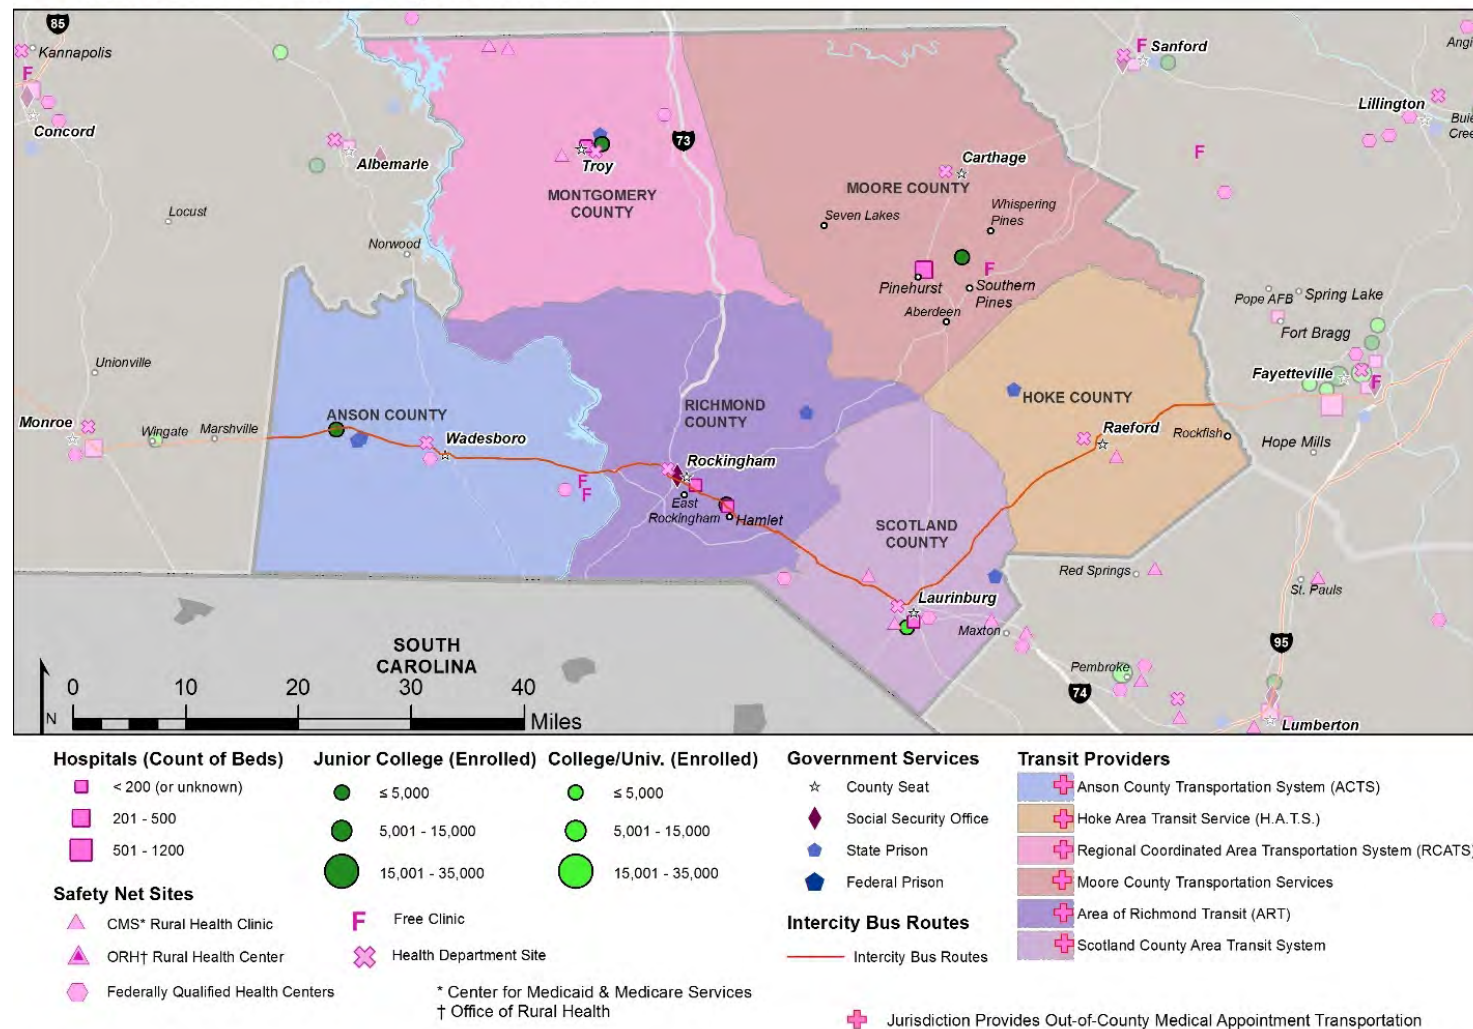 85
Kannapolis
F
Concord
Albemarle
Locust
Norwood
Unionville
Monroe
Wingate
Marshville
73
Troy
MONTGOMERY
COUNTY
MOORE COUNTY
Carthage
Seven Lakes
Whispering
Pines
F
Pinehurst
Southern
Pines
Aberdeen
F
Sanford
F
Lillington
Angi
Buie
Cree
Pope AFB
Spring Lake
Fort Bragg
Fayetteville
F
Hope Mills
ANSON COUNTY
Wadesboro
F
F
RICHMOND
COUNTY
Rockingham
East
Rockingham
Hamlet
HOKE COUNTY
Raeford
Rockfish
SCOTLAND
COUNTY
Laurinburg
Maxton
Red Springs
St. Pauls
95
Pembroke
74
Lumberton
SOUTH
CAROLINA
N
0 10 20 30 40
Miles
Hospitals (Count of Beds)
< 200 (or unknown)
201 - 500
501 - 1200
Safety Net Sites
CMS* Rural Health Clinic
ORH† Rural Health Center
Federally Qualified Health Centers
Junior College (Enrolled)
≤ 5,000
5,001 - 15,000
15,001 - 35,000
F Free Clinic
Health Department Site
* Center for Medicaid & Medicare Services
† Office of Rural Health
College/Univ. (Enrolled)
≤ 5,000
5,001 - 15,000
15,001 - 35,000
Government Services
County Seat
Social Security Office
State Prison
Federal Prison
Intercity Bus Routes
Intercity Bus Routes
Transit Providers
Anson County Transportation System (ACTS)
Hoke Area Transit Service (H.A.T.S.)
Regional Coordinated Area Transportation System (RCATS)
Moore County Transportation Services
Area of Richmond Transit (ART)
Scotland County Area Transit System
Jurisdiction Provides Out-of-County Medical Appointment Transportation